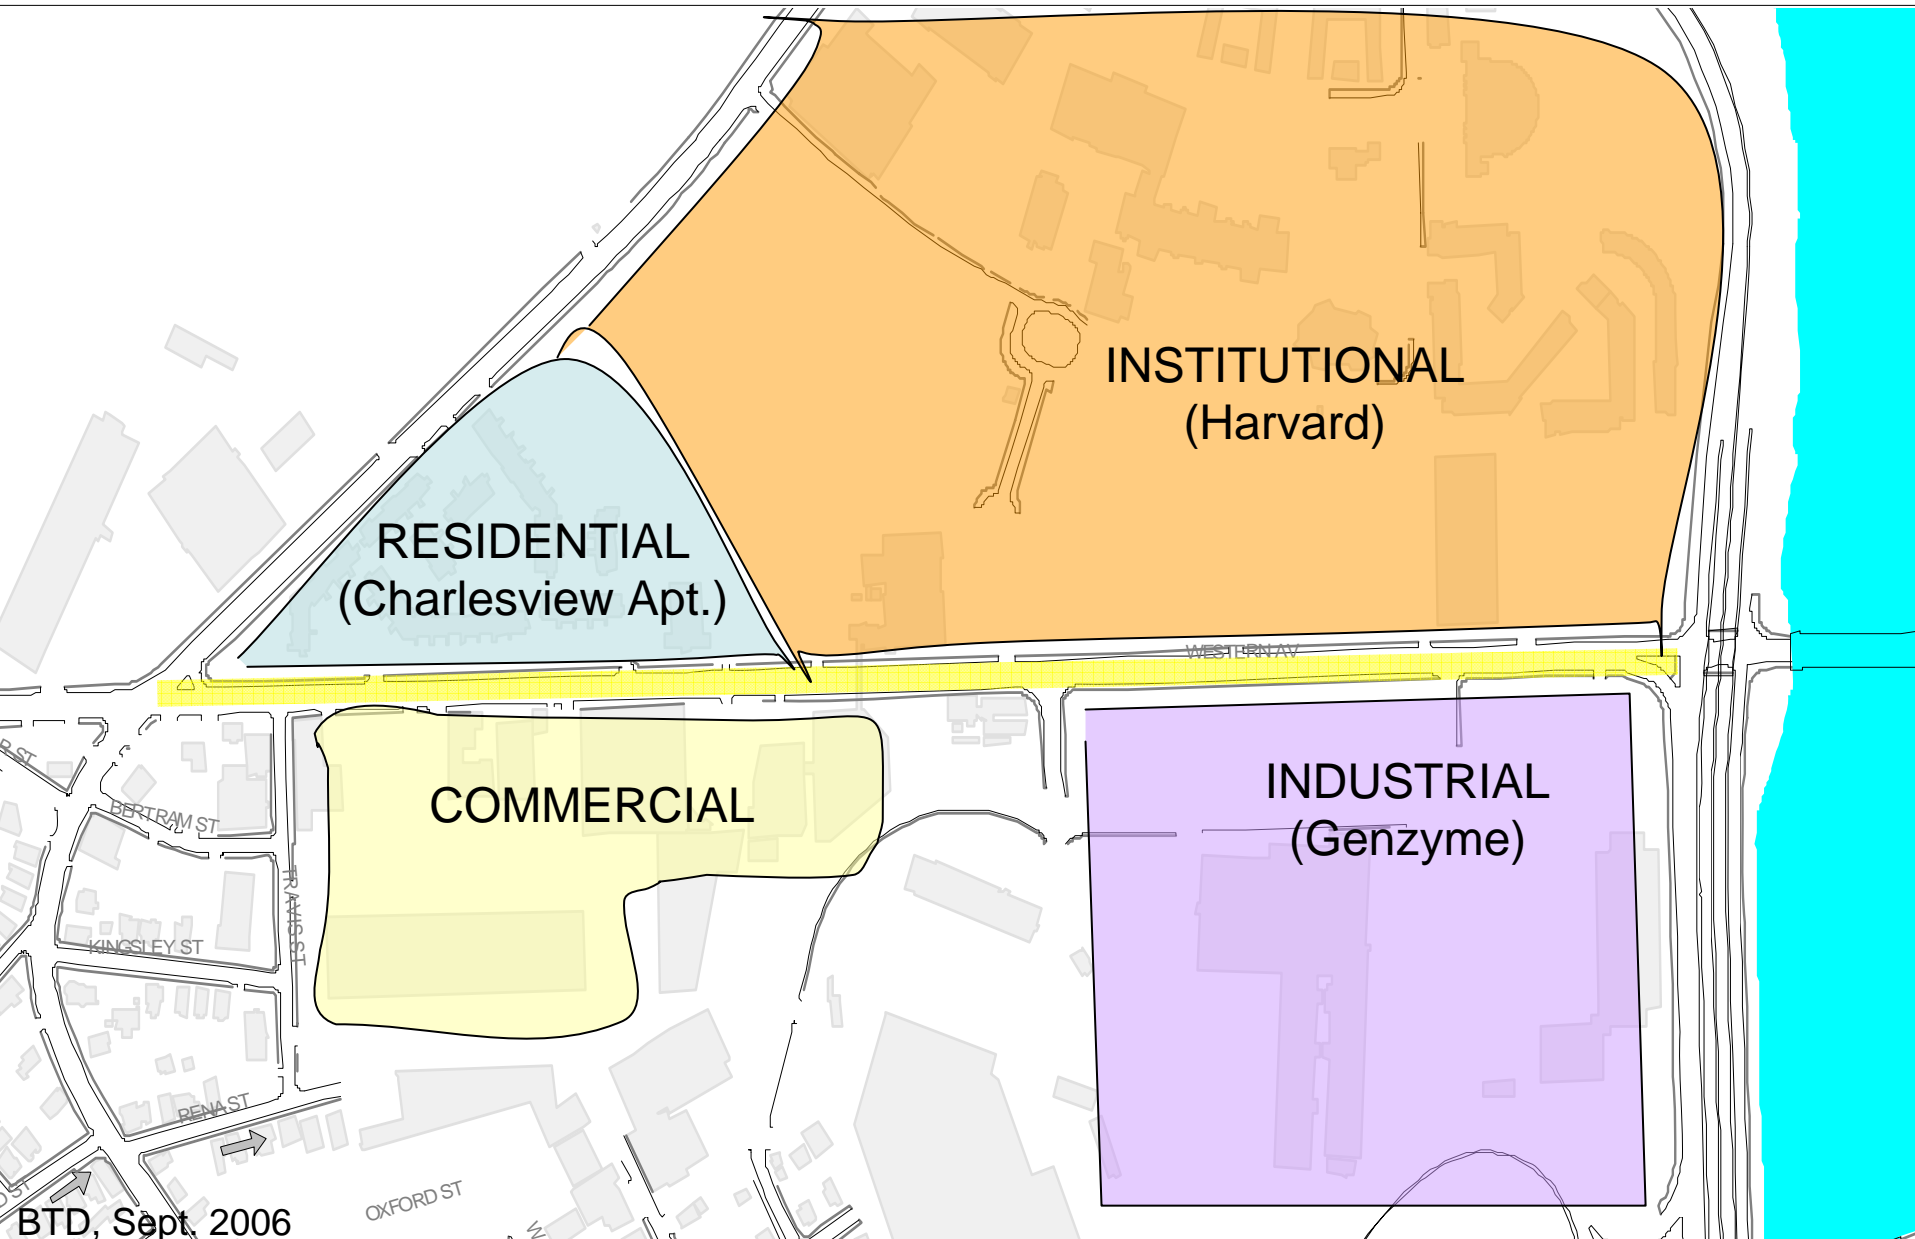 INSTITUTIONAL
(Harvard)
RESIDENTIAL
(Charlesview Apt.)
WESTERN AV
COMMERCIAL
INDUSTRIAL
(Genzyme)
BERTRAM ST
TRAVIS ST
KINGSLEY ST
RENA ST
OXFORD ST
BTD, Sept. 2006